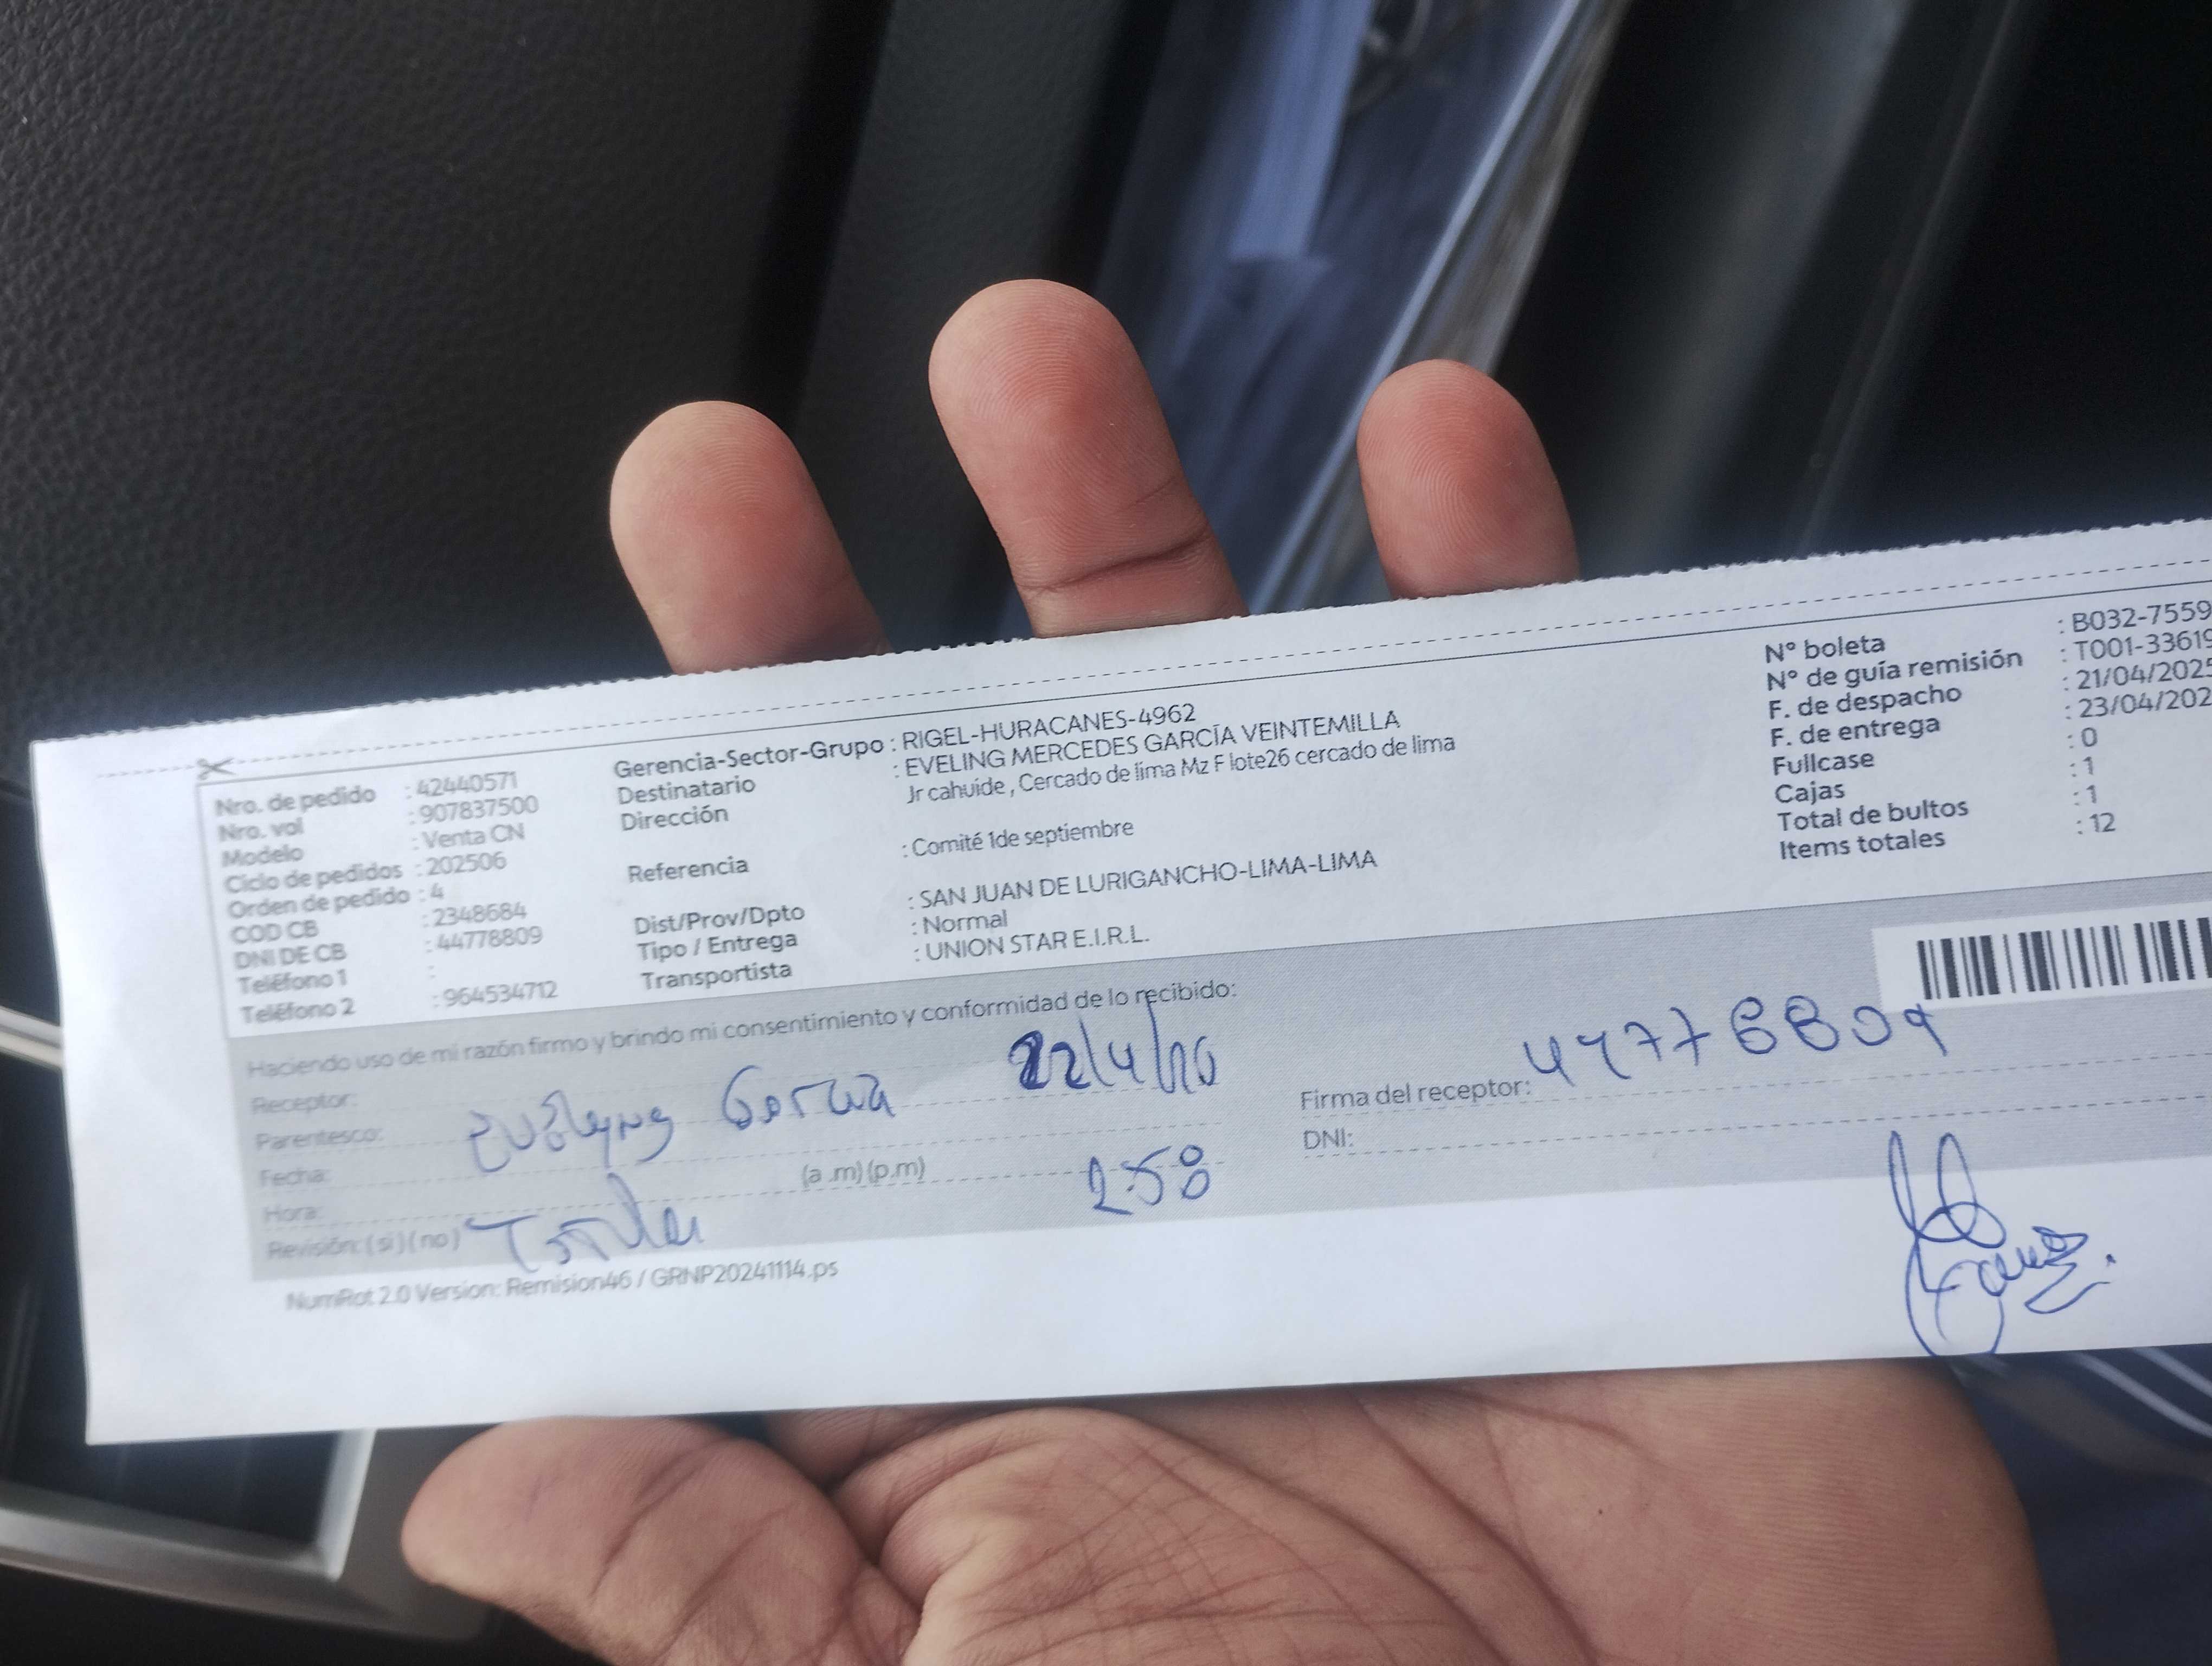 Nro. de pedido : 42440571
Nro. vol : 907837500
Modelo : Venta CN
Ciclo de pedidos : 202506
Orden de pedido : 4
COD CB : 2348684
DNI DE CB : 44778809
Teléfono 1 :
Teléfono 2 : 964534712
Gerencia-Sector-Grupo : RIGEL-HURACANES-4962
Destinatario : EVELING MERCEDES GARCÍA VEINTEMILLA
Dirección Jr cahuide , Cercado de lima Mz F lote26 cercado de lima
Referencia : Comité 1de septiembre
Dist/Prov/Dpto : SAN JUAN DE LURIGANCHO-LIMA-LIMA
Tipo / Entrega : Normal
Transportista : UNION STAR E.I.R.L.
N° boleta : B032-7559
N° de guía remisión : T001-33619
F. de despacho : 21/04/2025
F. de entrega : 23/04/202
Fullcase : 0
Cajas : 1
Total de bultos : 1
Items totales : 12
Haciendo uso de mi razón firmo y brindo mi consentimiento y conformidad de lo recibido:
Receptor:
Parentesco: García 22/4/
Fecha:
Hora: (a .m) (p.m) 2:58
Revisión: ( si ) ( no )
Firma del receptor: 44778809
DNI:
NumRot 2.0 Version: Remision46 / GRNP20241114.ps